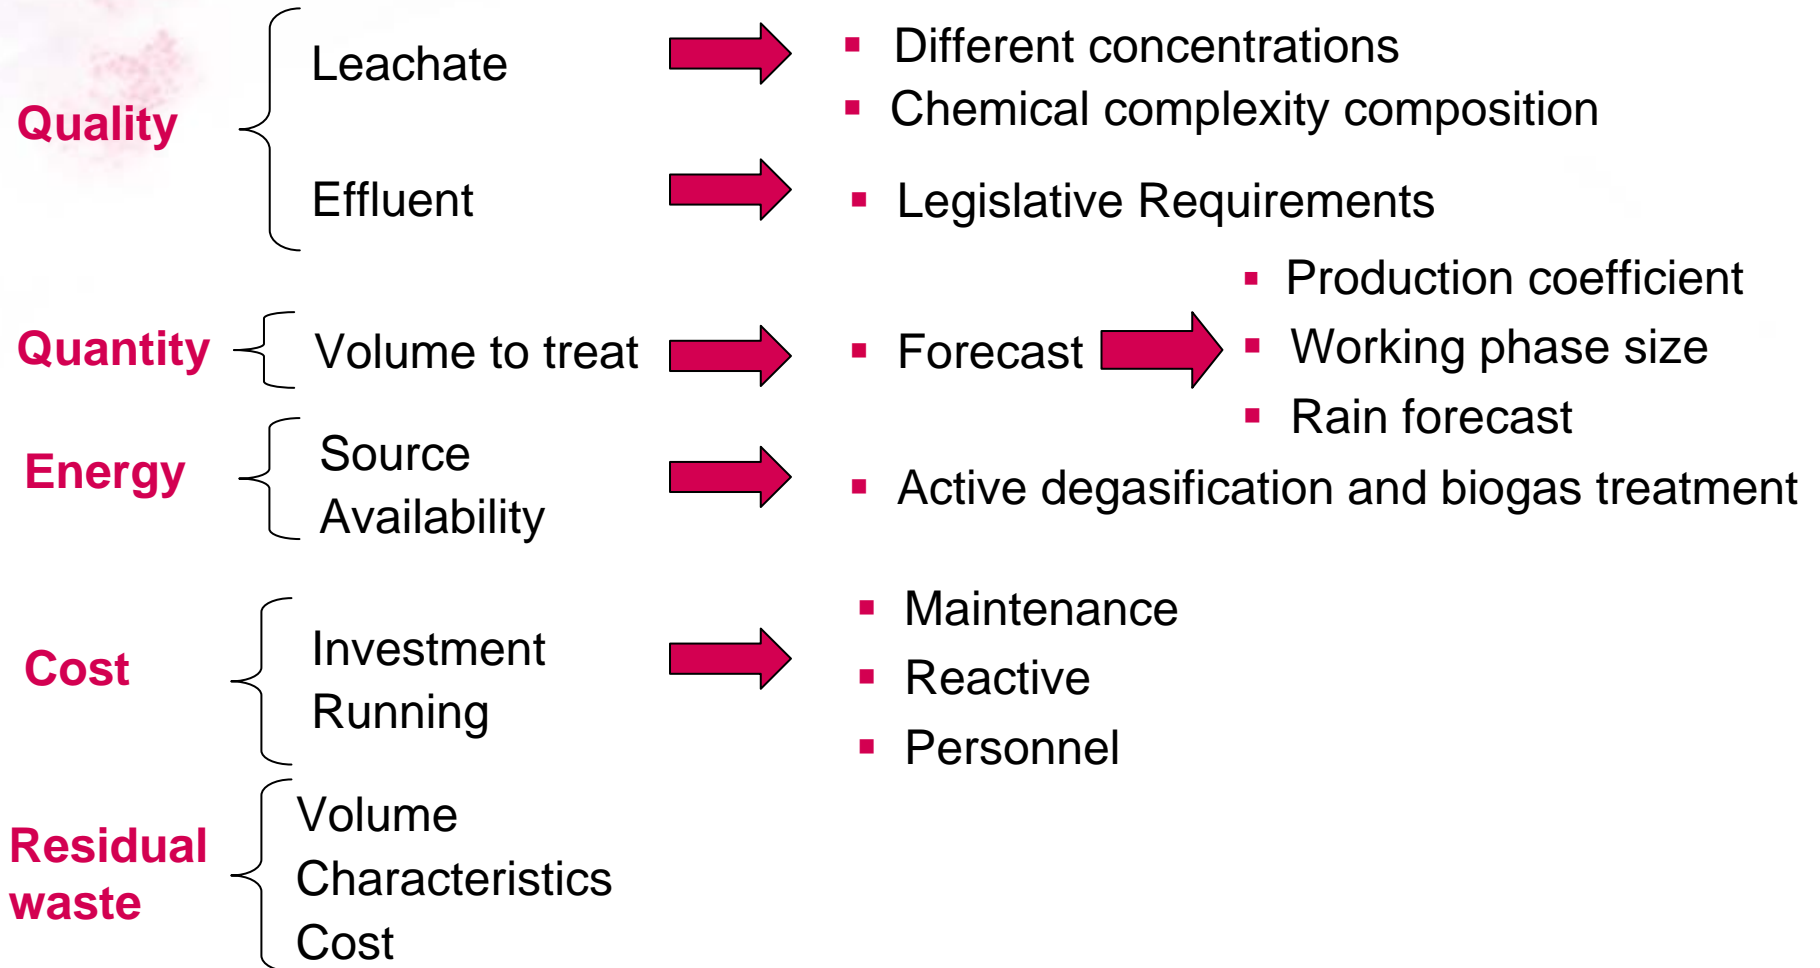 Quality
Leachate
▪ Different concentrations
▪ Chemical complexity composition
Effluent
▪ Legislative Requirements
Quantity
Volume to treat
▪ Forecast
▪ Production coefficient
▪ Working phase size
▪ Rain forecast
Energy
Source
Availability
▪ Active degasification and biogas treatment
Cost
Investment
Running
▪ Maintenance
▪ Reactive
▪ Personnel
Residual
waste
Volume
Characteristics
Cost